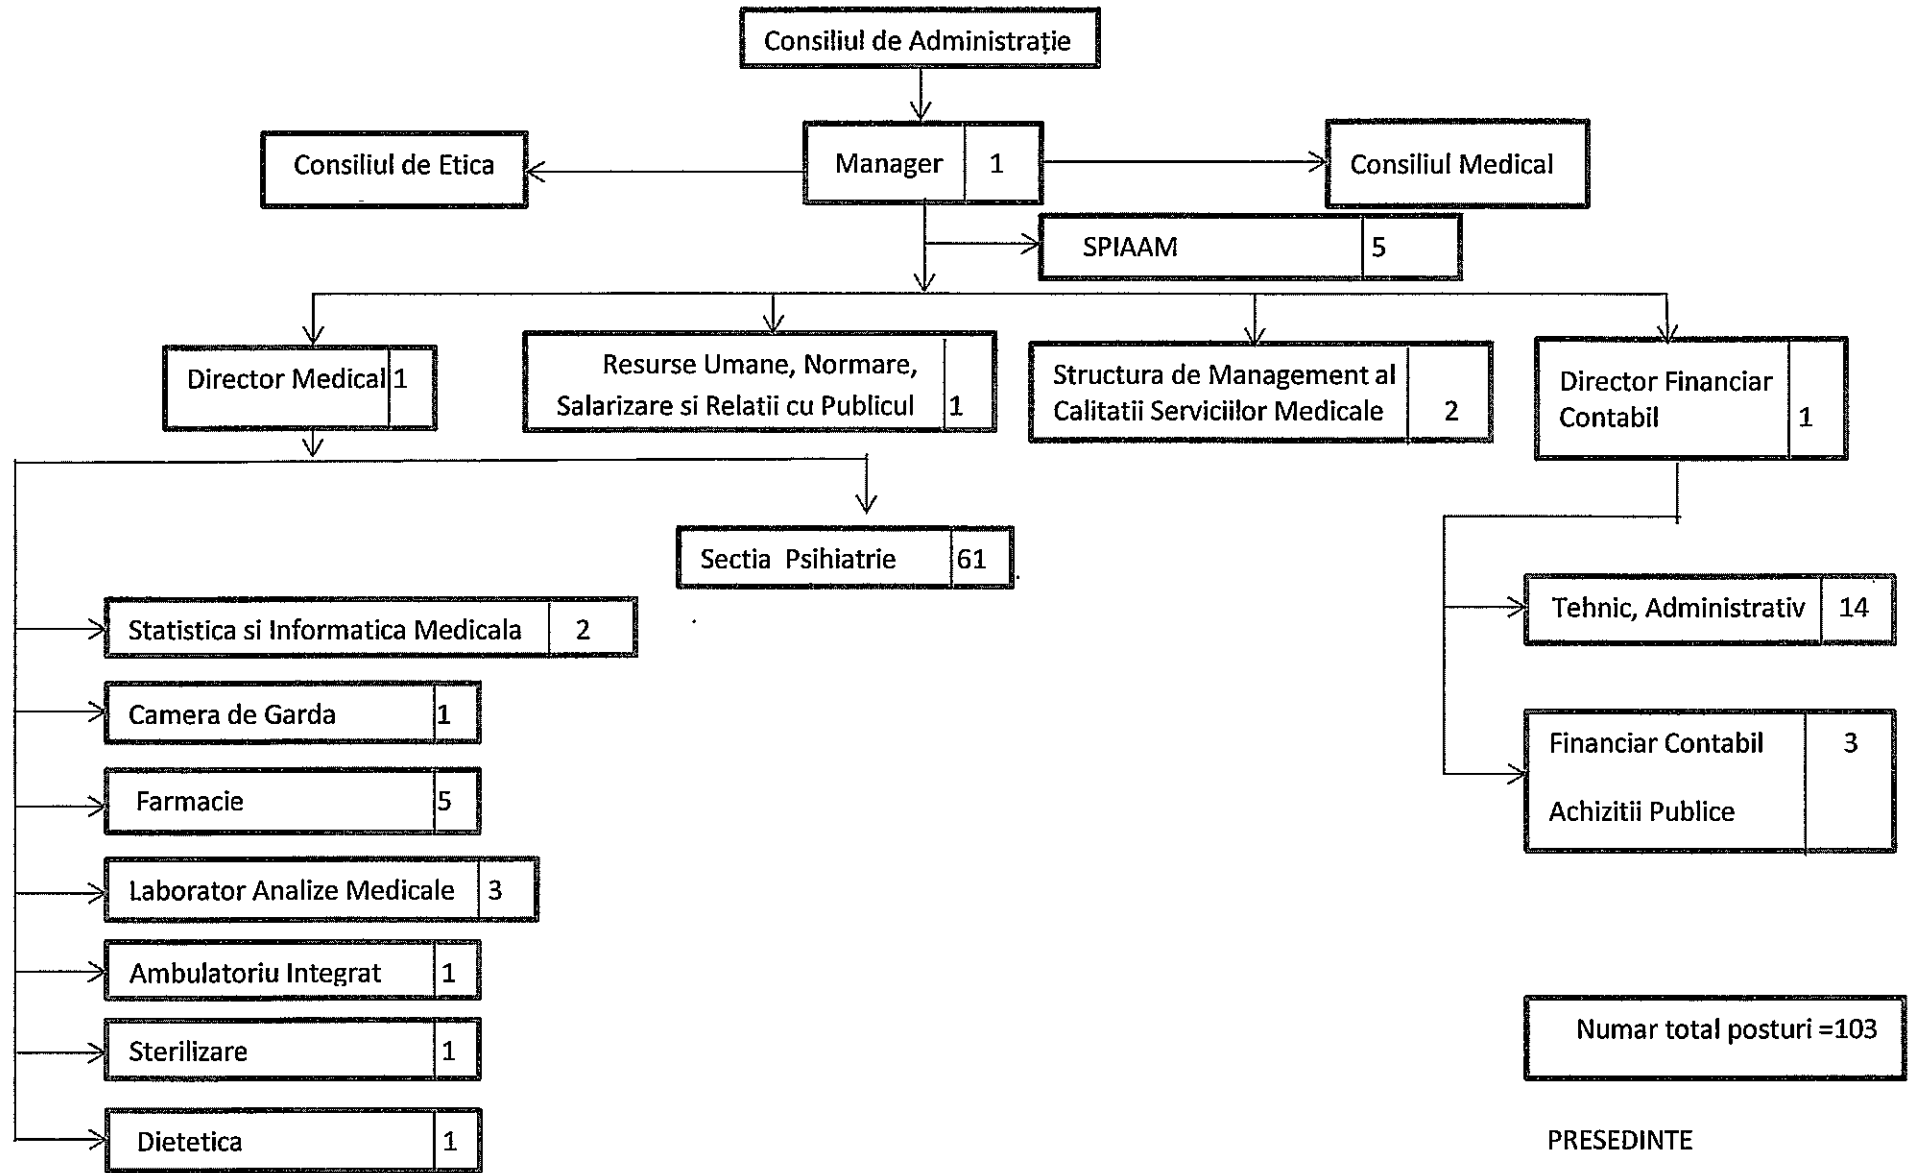 Consiliul de Administrație
Consiliul de Etica
Manager 1
Consiliul Medical
SPIAAM 5
Director Medical 1
Resurse Umane, Normare,
Salarizare si Relatii cu Publicul 1
Structura de Management al
Calitatii Serviciilor Medicale 2
Director Financiar
Contabil 1
Sectia Psihiatrie 61
Statistica si Informatica Medicala 2
Camera de Garda 1
Farmacie 5
Laborator Analize Medicale 3
Ambulatoriu Integrat 1
Sterilizare 1
Dietetica 1
Tehnic, Administrativ 14
Financiar Contabil 3
Achizitii Publice
Numar total posturi =103
PRESEDINTE